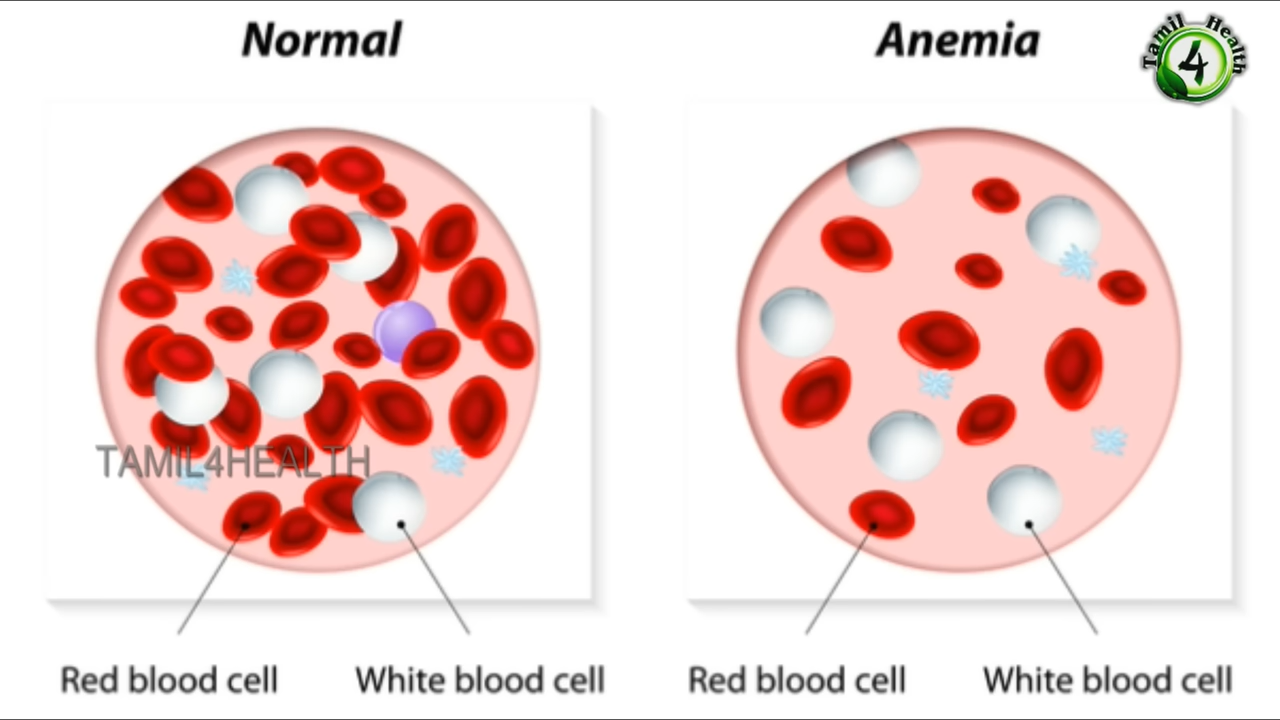 Normal
Anemia
Tamil Health
4
TAMIL4HEALTH
Red blood cell
White blood cell
Red blood cell
White blood cell